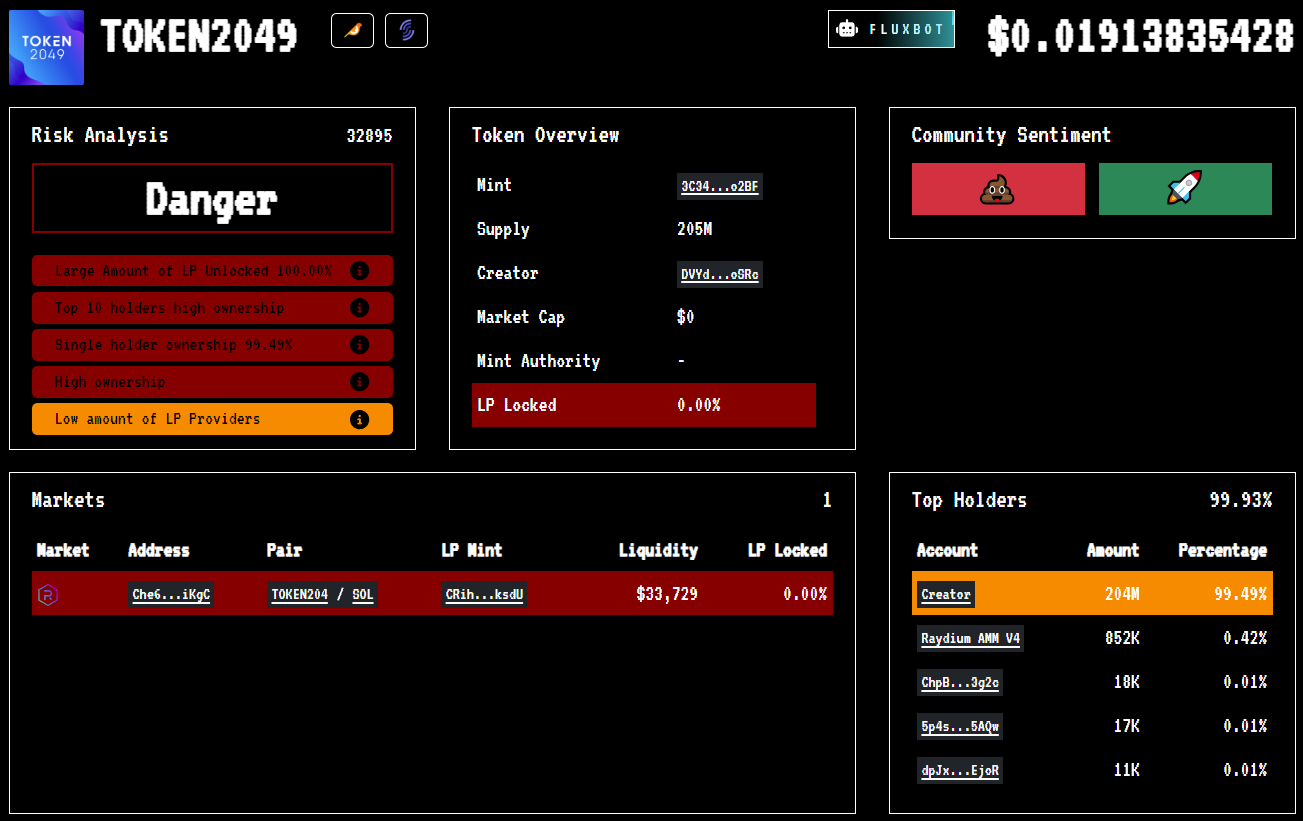 TOKEN
2049
TOKEN2049
FLUXBOT
$0.01913835428
Risk Analysis 32895
Danger
Large Amount of LP Unlocked 100.00%
Top 10 holders high ownership
Single holder ownership 99.49%
High ownership
Low amount of LP Providers
Token Overview
Mint 3C34...o2BF
Supply 205M
Creator DVYd...oSRc
Market Cap $0
Mint Authority -
LP Locked 0.00%
Community Sentiment
Markets 1
Market Address Pair LP Mint Liquidity LP Locked
Che6...iKgC TOKEN204 / SOL CRih...ksdU $33,729 0.00%
Top Holders 99.93%
Account Amount Percentage
Creator 204M 99.49%
Raydium AMM V4 852K 0.42%
ChpB...3g2c 18K 0.01%
5p4s...5AQw 17K 0.01%
dpJx...EjoR 11K 0.01%